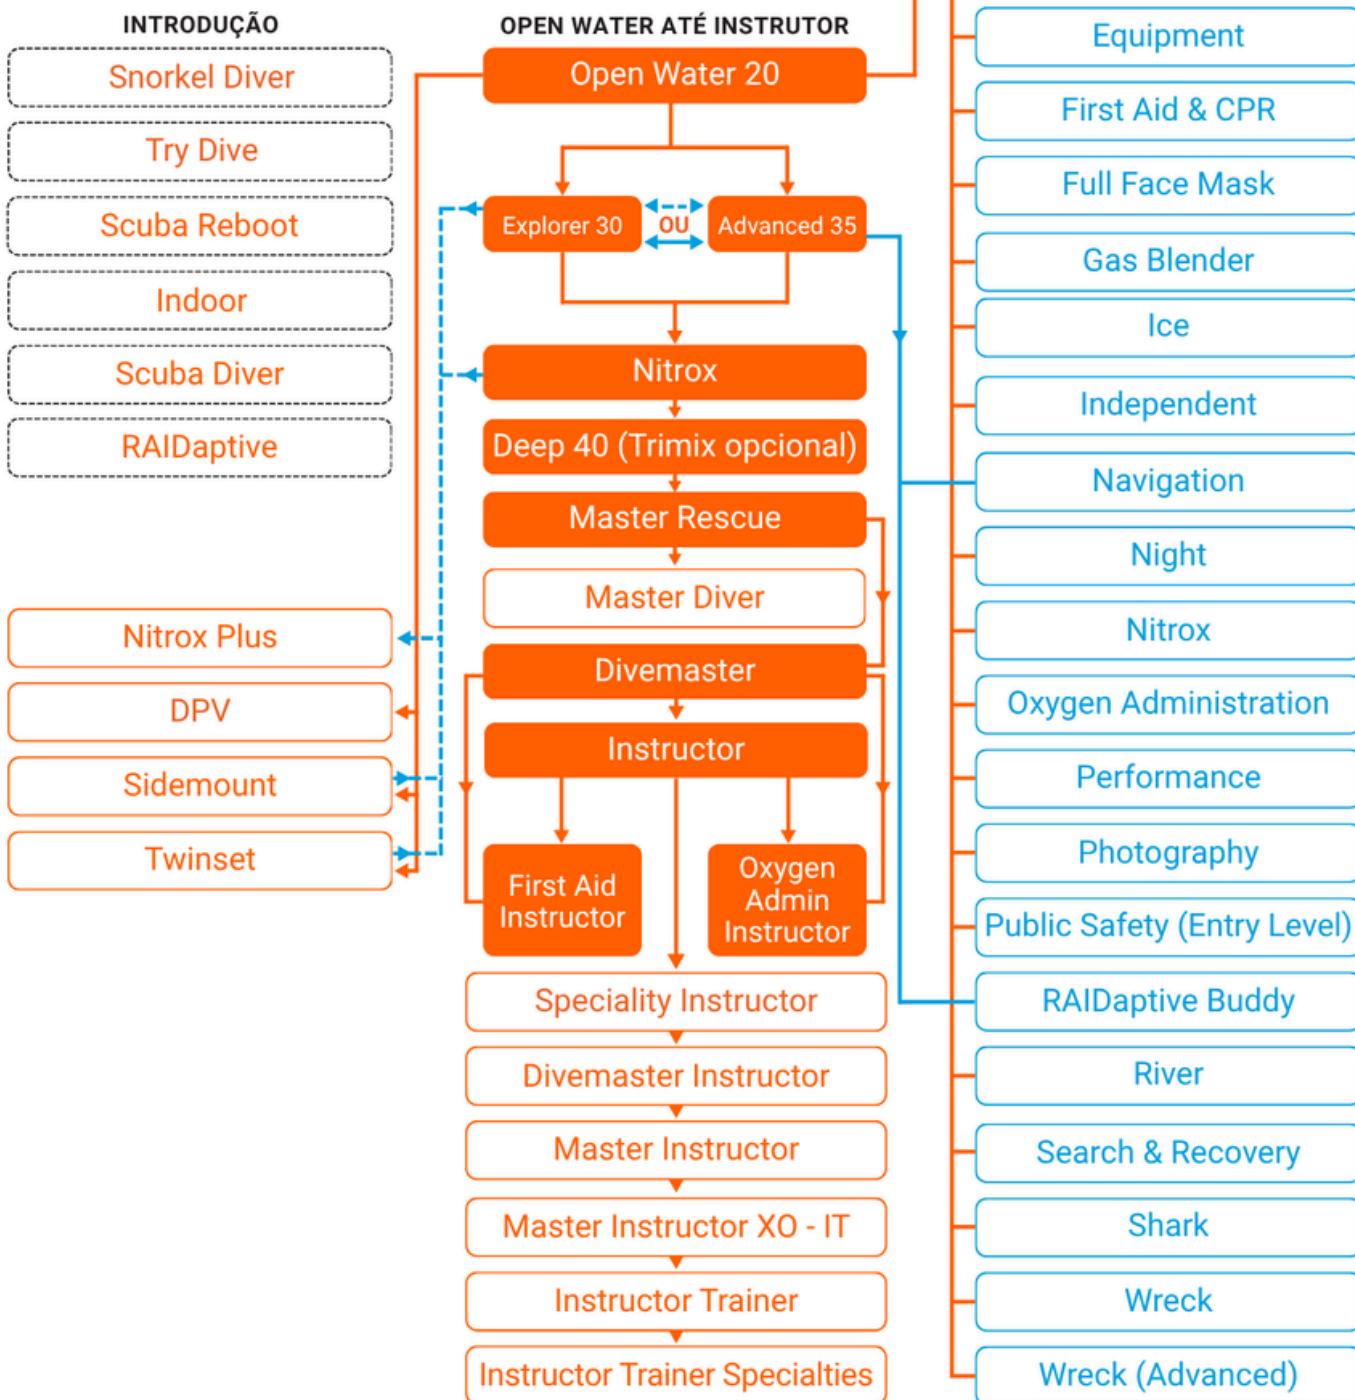 INTRODUÇÃO
Snorkel Diver
Try Dive
Scuba Reboot
Indoor
Scuba Diver
RAIDaptive
Nitrox Plus
DPV
Sidemount
Twinset
OPEN WATER ATÉ INSTRUTOR
Open Water 20
Explorer 30
OU
Advanced 35
Nitrox
Deep 40 (Trimix opcional)
Master Rescue
Master Diver
Divemaster
Instructor
First Aid
Instructor
Oxygen
Admin
Instructor
Speciality Instructor
Divemaster Instructor
Master Instructor
Master Instructor XO - IT
Instructor Trainer
Instructor Trainer Specialties
Equipment
First Aid & CPR
Full Face Mask
Gas Blender
Ice
Independent
Navigation
Night
Nitrox
Oxygen Administration
Performance
Photography
Public Safety (Entry Level)
RAIDaptive Buddy
River
Search & Recovery
Shark
Wreck
Wreck (Advanced)